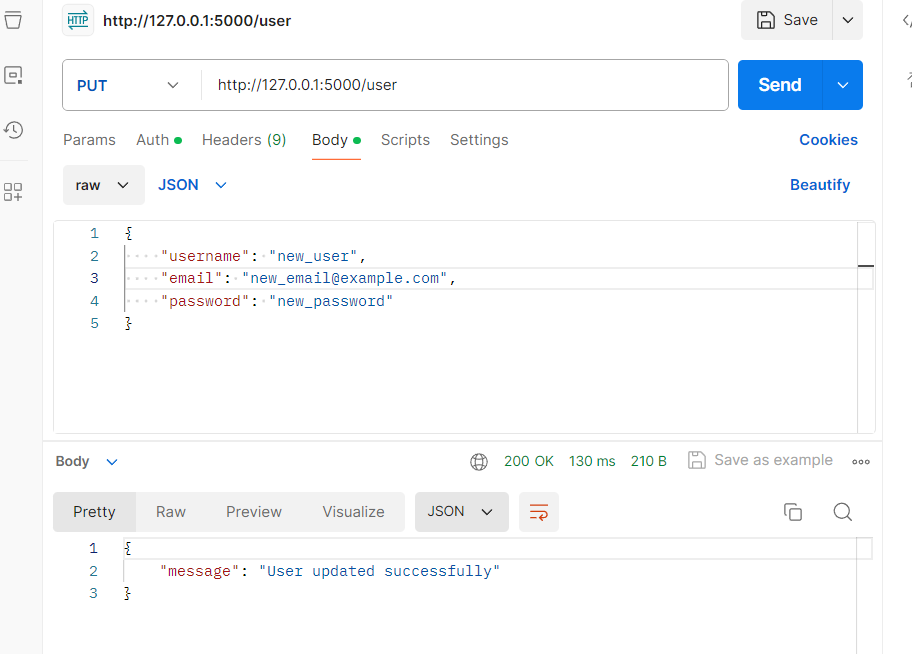 HTTP http://127.0.0.1:5000/user Save
PUT http://127.0.0.1:5000/user Send
Params Auth Headers (9) Body Scripts Settings Cookies
raw JSON Beautify
1 {
2 "username": "new_user",
3 "email": "new_email@example.com",
4 "password": "new_password"
5 }
Body 200 OK 130 ms 210 B Save as example
Pretty Raw Preview Visualize JSON
1 {
2 "message": "User updated successfully"
3 }